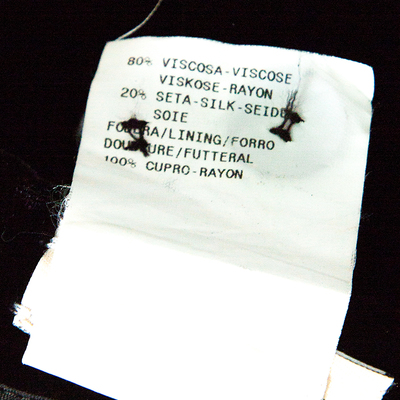 80% VISCOSA-VISCOSE
VISKOSE-RAYON
20% SETA-SILK-SEIDE
SOIE
FODERA/LINING/FORRO
DOUBLURE/FUTTERAL
100% CUPRO-RAYON